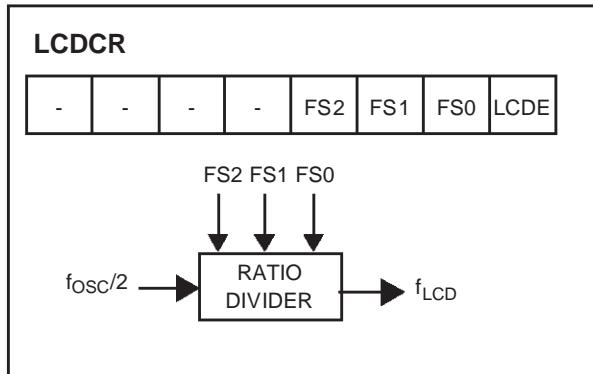 LCDCR
- - - - FS2 FS1 FS0 LCDE
FS2 FS1 FS0
fOSC/2 RATIO DIVIDER fLCD